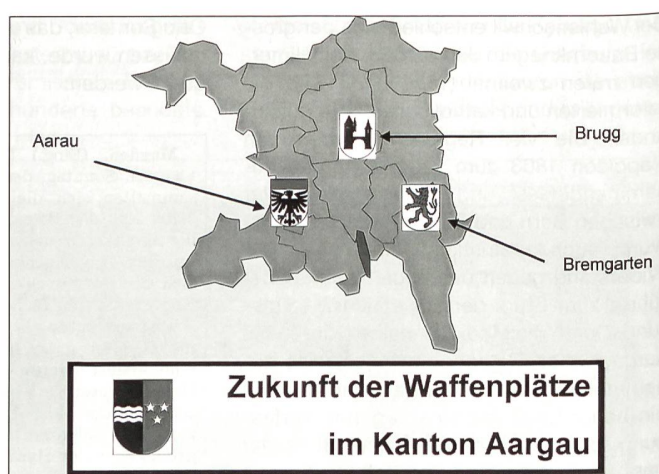 Aarau
Brugg
Bremgarten
Zukunft der Waffenplätze
im Kanton Aargau